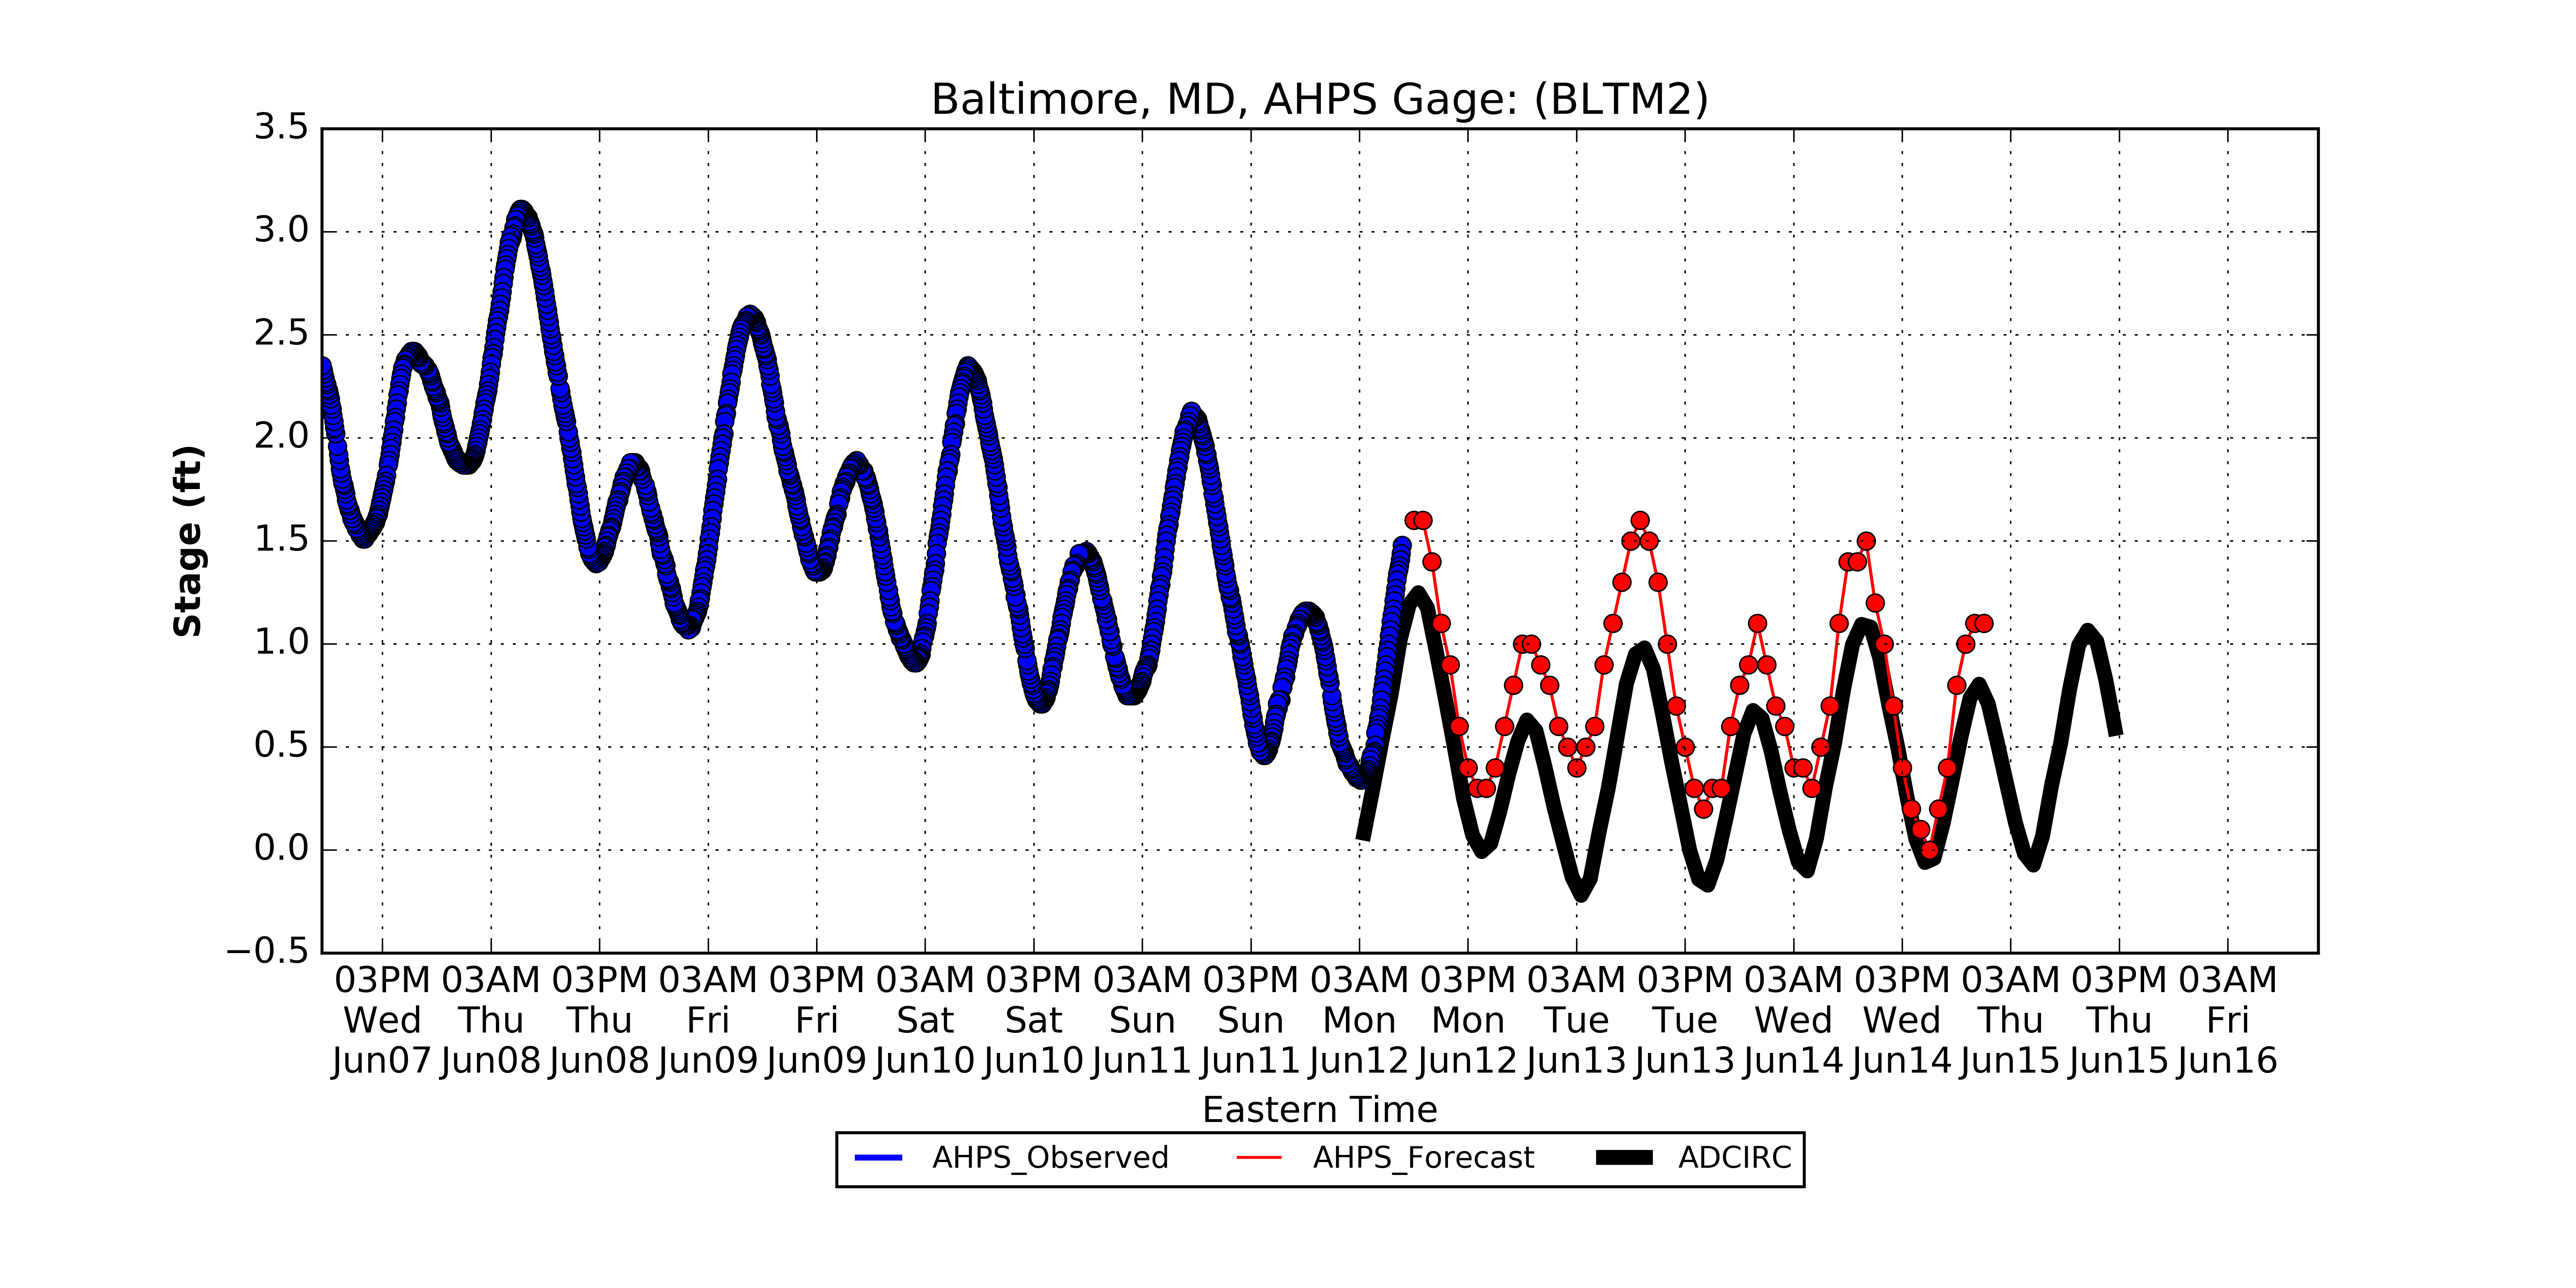 Baltimore, MD, AHPS Gage: (BLTM2)
Stage (ft)
3.5
3.0
2.5
2.0
1.5
1.0
0.5
0.0
−0.5
03PM 03AM 03PM 03AM 03PM 03AM 03PM 03AM 03PM 03AM 03PM 03AM 03PM 03AM 03PM 03AM 03PM 03AM
Wed Thu Thu Fri Fri Sat Sat Sun Sun Mon Mon Tue Tue Wed Wed Thu Thu Fri
Jun07 Jun08 Jun08 Jun09 Jun09 Jun10 Jun10 Jun11 Jun11 Jun12 Jun12 Jun13 Jun13 Jun14 Jun14 Jun15 Jun15 Jun16
Eastern Time
AHPS_Observed AHPS_Forecast ADCIRC